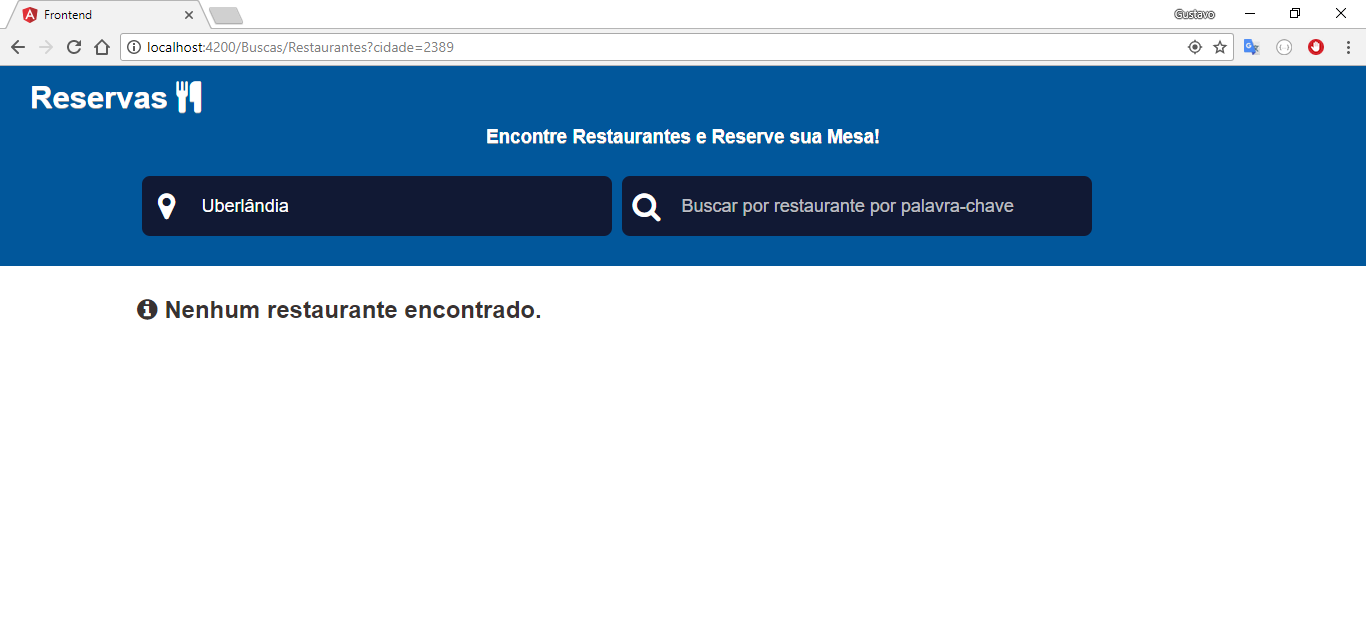 Frontend
Gustavo
localhost:4200/Buscas/Restaurantes?cidade=2389
Reservas
Encontre Restaurantes e Reserve sua Mesa!
Uberlândia
Buscar por restaurante por palavra-chave
Nenhum restaurante encontrado.